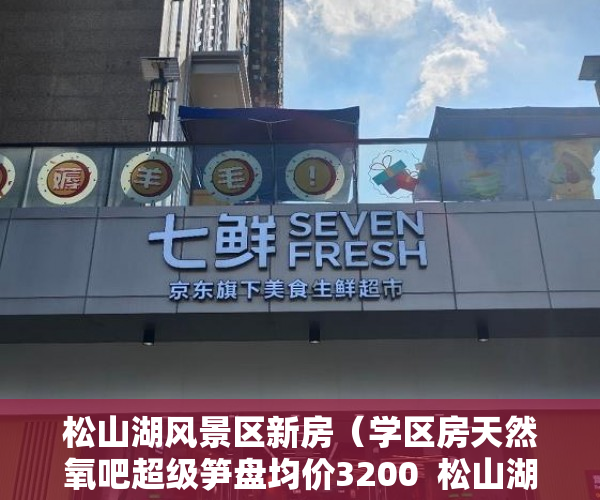 薅羊毛！
七鲜 SEVEN FRESH
京东旗下美食生鲜超市
松山湖风景区新房（学区房天然
氧吧超级笋盘均价3200 松山湖